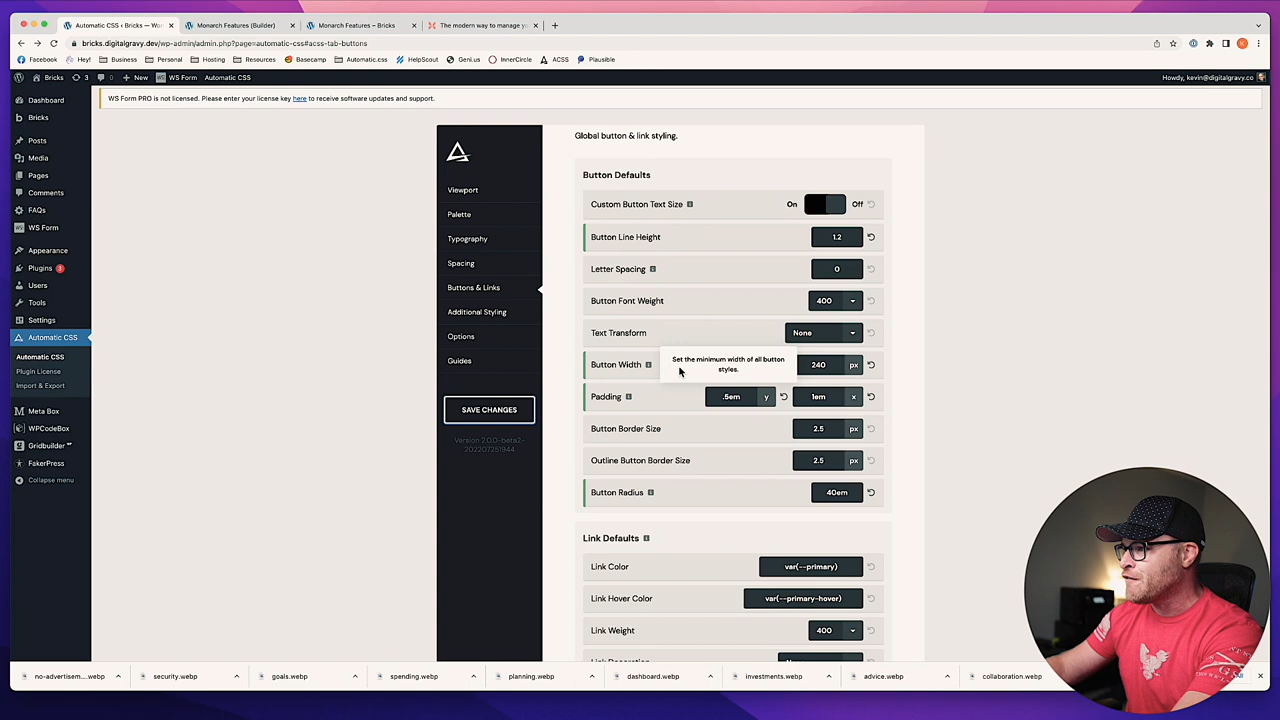 Automatic CSS ‹ Bricks — Wor
Monarch Features (Builder)
Monarch Features – Bricks
The modern way to manage yo
bricks.digitalgravy.dev/wp-admin/admin.php?page=automatic-css#acss-tab-buttons
Facebook
Hey!
Business
Personal
Hosting
Resources
Basecamp
Automatic.css
HelpScout
Geni.us
InnerCircle
ACSS
Plausible
Bricks
3
New
WS Form
Automatic CSS
Howdy, kevin@digitalgravy.co
Dashboard
Bricks
Posts
Media
Pages
Comments
FAQs
WS Form
Appearance
Plugins 3
Users
Tools
Settings
Automatic CSS
Automatic CSS
Plugin License
Import & Export
Meta Box
WPCodeBox
Gridbuilder
FakerPress
Collapse menu
WS Form PRO is not licensed. Please enter your license key here to receive software updates and support.
Viewport
Palette
Typography
Spacing
Buttons & Links
Additional Styling
Options
Guides
SAVE CHANGES
Version 2.0.0-beta2-
202207251944
Global button & link styling.
Button Defaults
Custom Button Text Size On Off
Button Line Height 1.2
Letter Spacing 0
Button Font Weight 400
Text Transform None
Button Width 240 px
Set the minimum width of all button
styles.
Padding .5em y 1em x
Button Border Size 2.5 px
Outline Button Border Size 2.5 px
Button Radius 40em
Link Defaults
Link Color var(--primary)
Link Hover Color var(--primary-hover)
Link Weight 400
no-advertisem....webp
security.webp
goals.webp
spending.webp
planning.webp
dashboard.webp
investments.webp
advice.webp
collaboration.webp